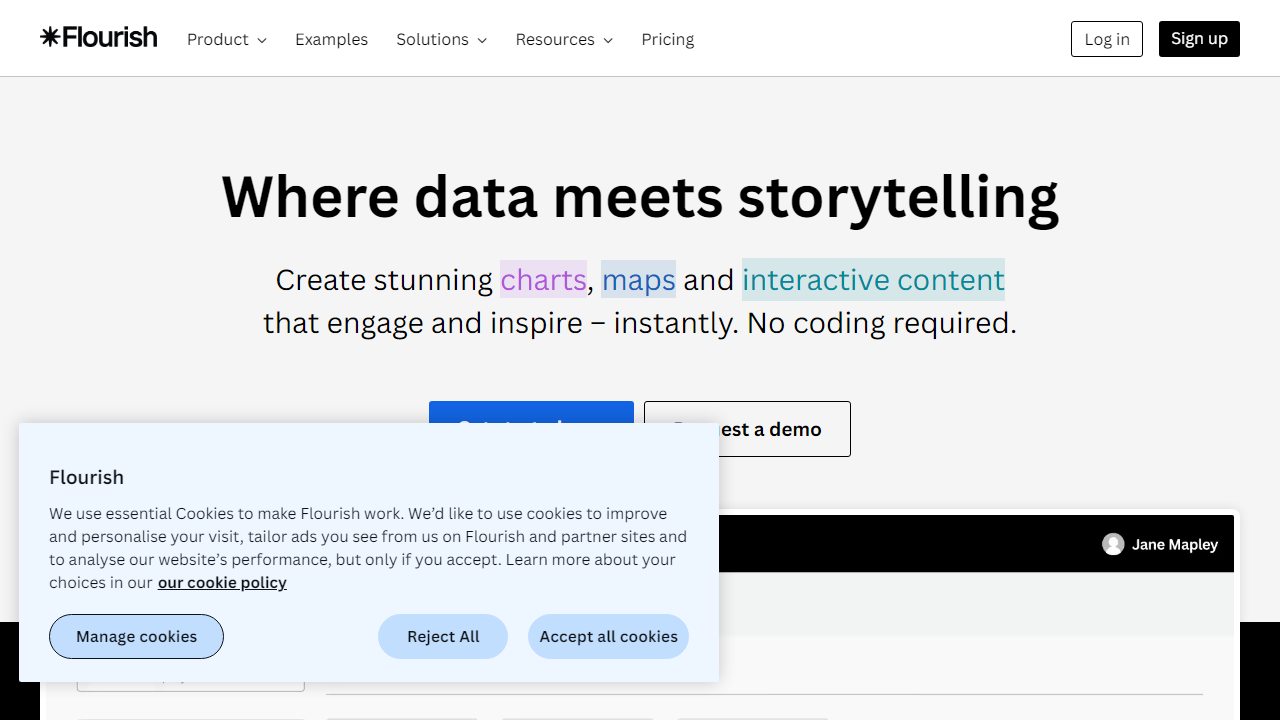 Flourish
Product
Examples
Solutions
Resources
Pricing
Log in
Sign up
Where data meets storytelling
Create stunning charts, maps and interactive content
that engage and inspire – instantly. No coding required.
a demo
Jane Mapley
Flourish
We use essential Cookies to make Flourish work. We’d like to use cookies to improve
and personalise your visit, tailor ads you see from us on Flourish and partner sites and
to analyse our website’s performance, but only if you accept. Learn more about your
choices in our our cookie policy
Manage cookies
Reject All
Accept all cookies